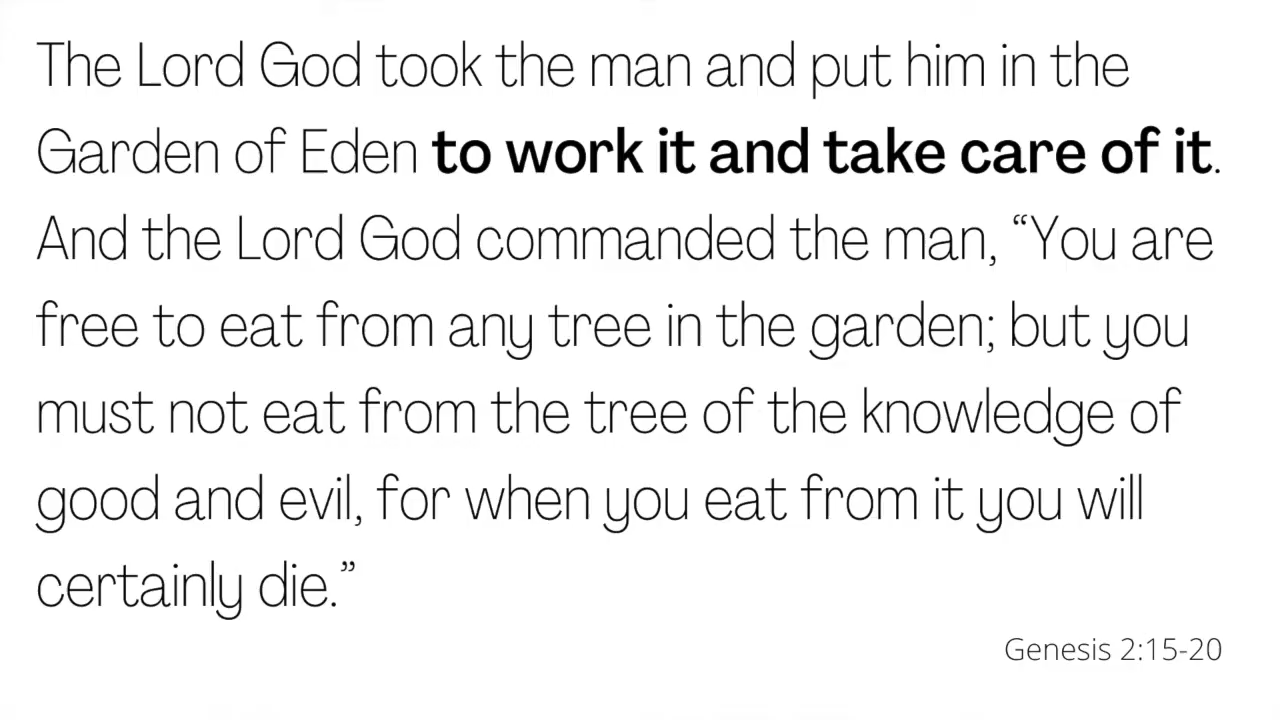 The Lord God took the man and put him in the
Garden of Eden to work it and take care of it.
And the Lord God commanded the man, “You are
free to eat from any tree in the garden; but you
must not eat from the tree of the knowledge of
good and evil, for when you eat from it you will
certainly die.”
Genesis 2:15-20